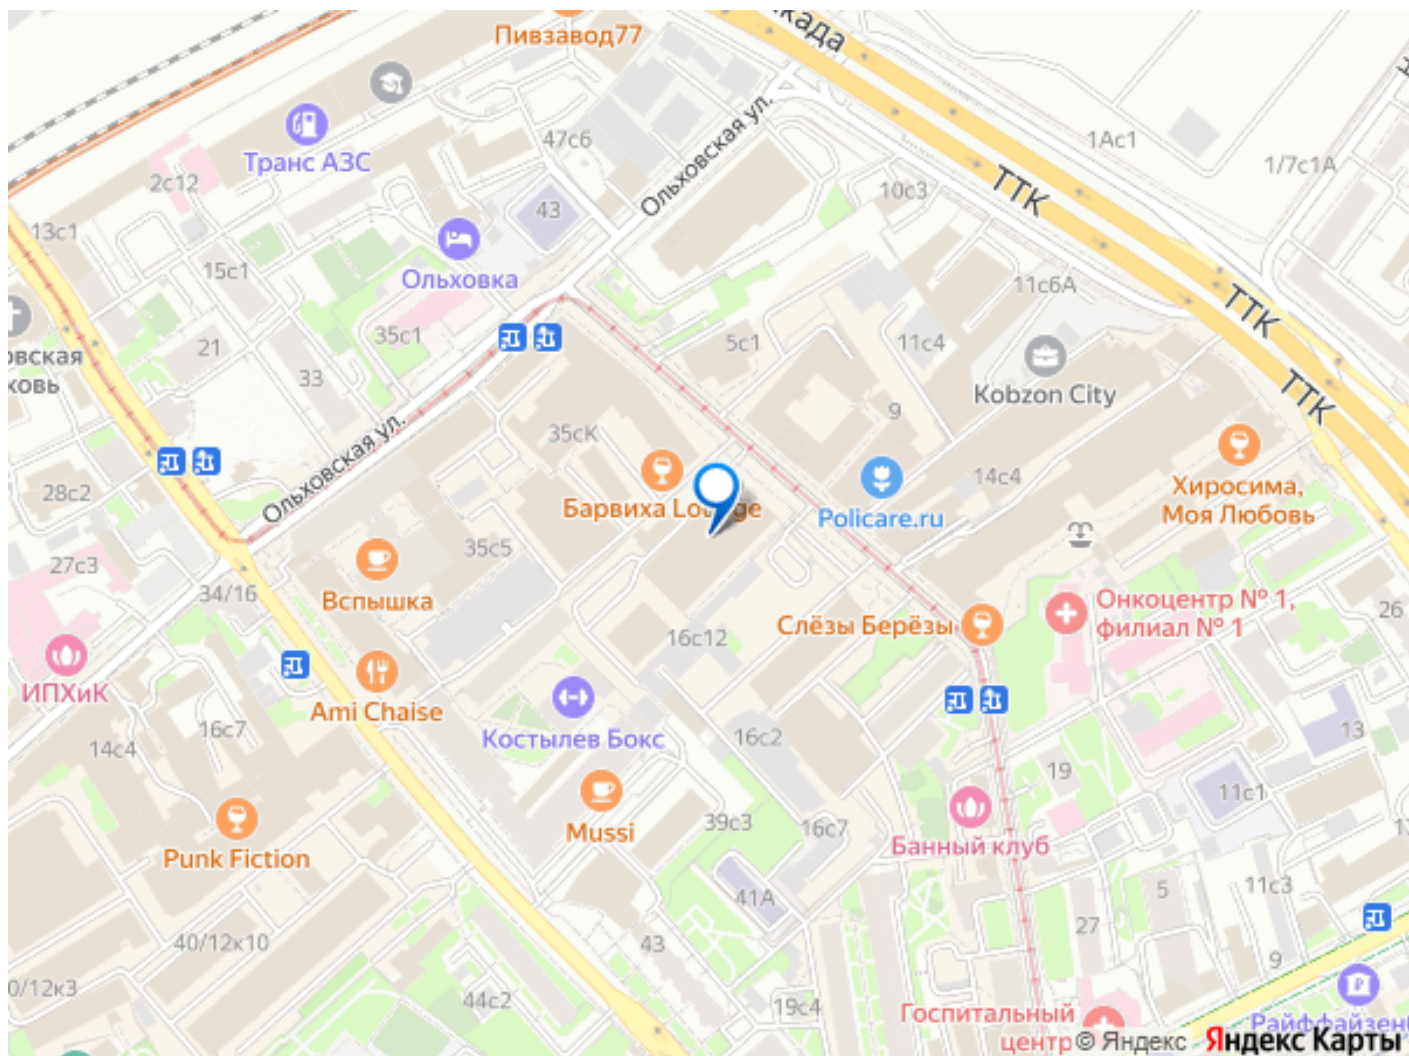 Пивзавод77
када
Транс АЗС
47с6
Ольховская ул.
1Ас1
1/7с1А
2с12
10с3
ТТК
43
13с1
Ольховка
15с1
11с6А
ТТК
35с1
5с1
11с4
овская
ковь
21
33
Kobzon City
ТТК
9
35сК
Ольховская ул.
14с4
Хиросима,
Моя Любовь
28с2
Барвиха
Policare.ru
35с5
27с3
34/16
Вспышка
Онкоцентр № 1,
филиал № 1
26
Слёзы Берёзы
16с12
ИПХиК
Ami Chaise
16с7
14с4
Костылев Бокс
16с2
13
19
11с1
Mussi
39с3
16с7
Банный клуб
Punk Fiction
41А
5
11с3
27
40/12к10
43
9
0/12к3
44с2
19с4
Госпитальный
центр
Райффайзен
© Яндекс Яндекс Карты